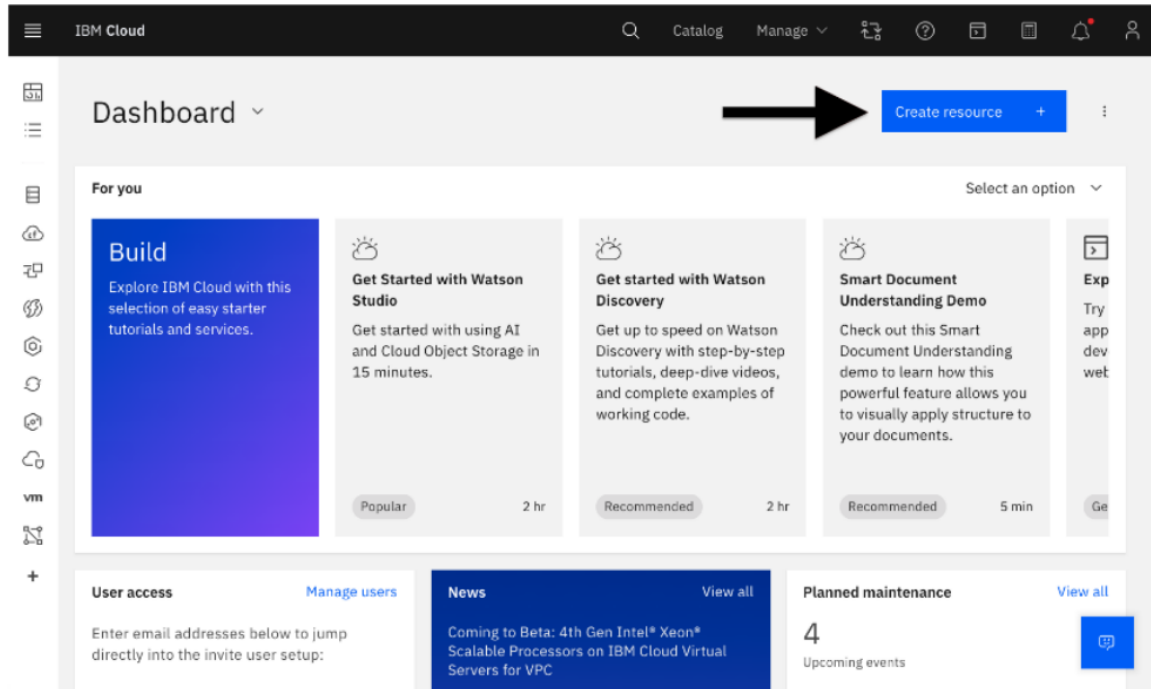 IBM Cloud
Catalog
Manage
Dashboard
Create resource +
For you
Select an option
Build
Explore IBM Cloud with this
selection of easy starter
tutorials and services.
Get Started with Watson
Studio
Get started with using AI
and Cloud Object Storage in
15 minutes.
Popular
2 hr
Get started with Watson
Discovery
Get up to speed on Watson
Discovery with step-by-step
tutorials, deep-dive videos,
and complete examples of
working code.
Recommended
2 hr
Smart Document
Understanding Demo
Check out this Smart
Document Understanding
demo to learn how this
powerful feature allows you
to visually apply structure to
your documents.
Recommended
5 min
Exp
Try
app
dev
web
Ge
vm
+
User access
Manage users
Enter email addresses below to jump
directly into the invite user setup:
News
View all
Coming to Beta: 4th Gen Intel® Xeon®
Scalable Processors on IBM Cloud Virtual
Servers for VPC
Planned maintenance
View all
4
Upcoming events